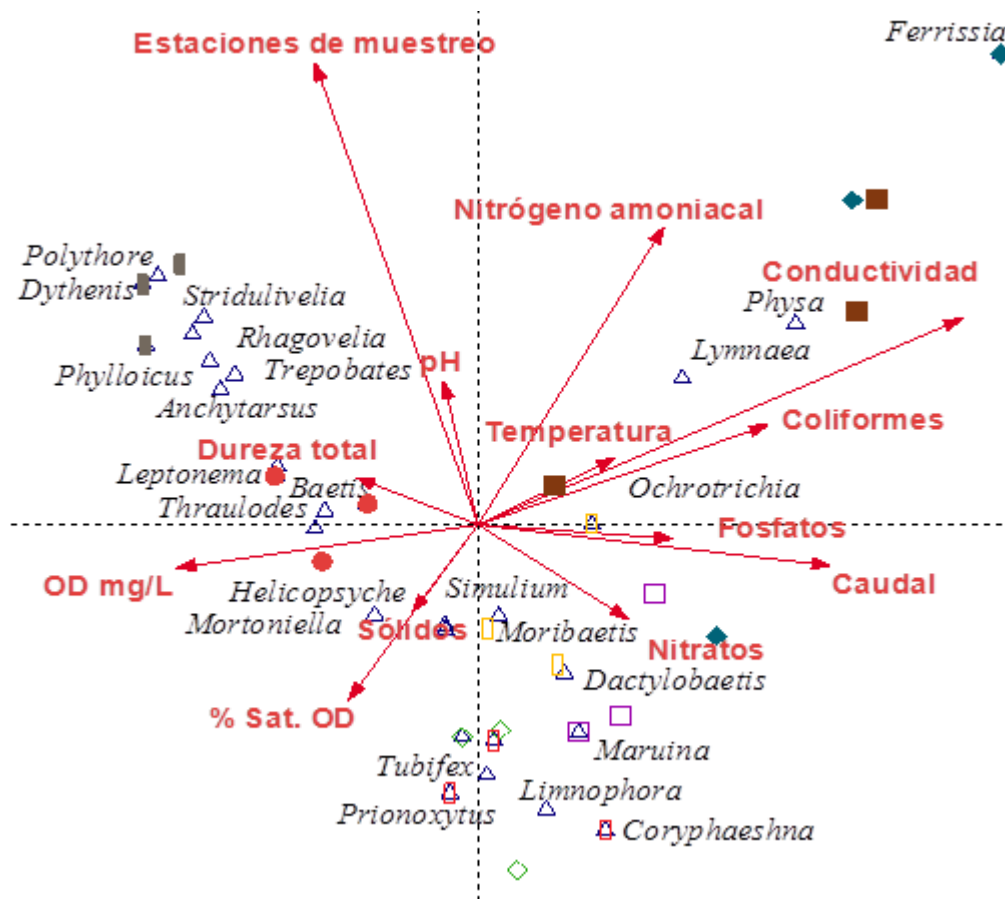 Ferrissia
Estaciones de muestreo
Nitrógeno amoniacal
Polythore
Conductividad
Dythenis
Stridulivelia
Physa
Rhagovelia
Lymnaea
Phylloicus
Trepobates
pH
Anchytarsus
Coliformes
Temperatura
Dureza total
Leptonema
Baetis
Ochrotrichia
Thraulodes
Fosfatos
OD mg/L
Caudal
Helicopsyche
Simulium
Mortoniella
Sólidos
Moribaetis
Nitratos
Dactylobaetis
% Sat. OD
Maruina
Tubifex
Limnophora
Prionoxytus
Coryphaeshna